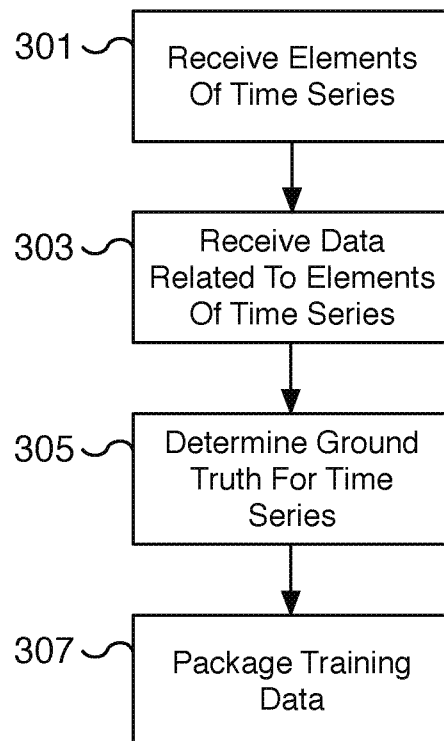 301
Receive Elements
Of Time Series
303
Receive Data
Related To Elements
Of Time Series
305
Determine Ground
Truth For Time
Series
307
Package Training
Data